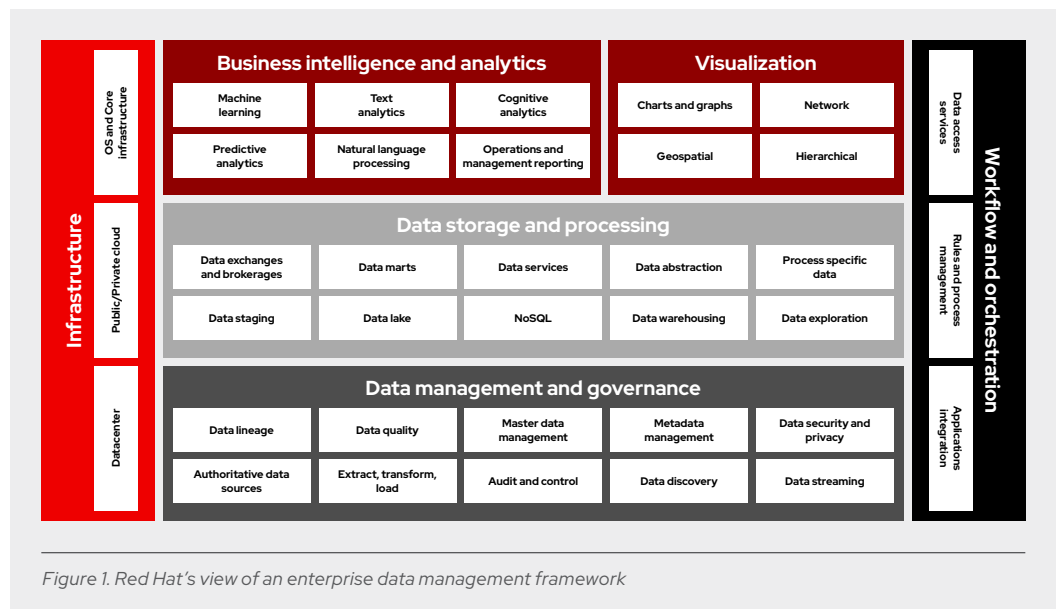 Infrastructure
OS and Core
infrastructure
Public/Private cloud
Datacenter
Business intelligence and analytics
Machine
learning
Text
analytics
Cognitive
analytics
Predictive
analytics
Natural language
processing
Operations and
management reporting
Visualization
Charts and graphs
Network
Geospatial
Hierarchical
Data storage and processing
Data exchanges
and brokerages
Data marts
Data services
Data abstraction
Process specific
data
Data staging
Data lake
NoSQL
Data warehousing
Data exploration
Data management and governance
Data lineage
Data quality
Master data
management
Metadata
management
Data security and
privacy
Authoritative data
sources
Extract, transform,
load
Audit and control
Data discovery
Data streaming
Workflow and orchestration
Data access
services
Rules and process
management
Applications
integration
Figure 1. Red Hat's view of an enterprise data management framework